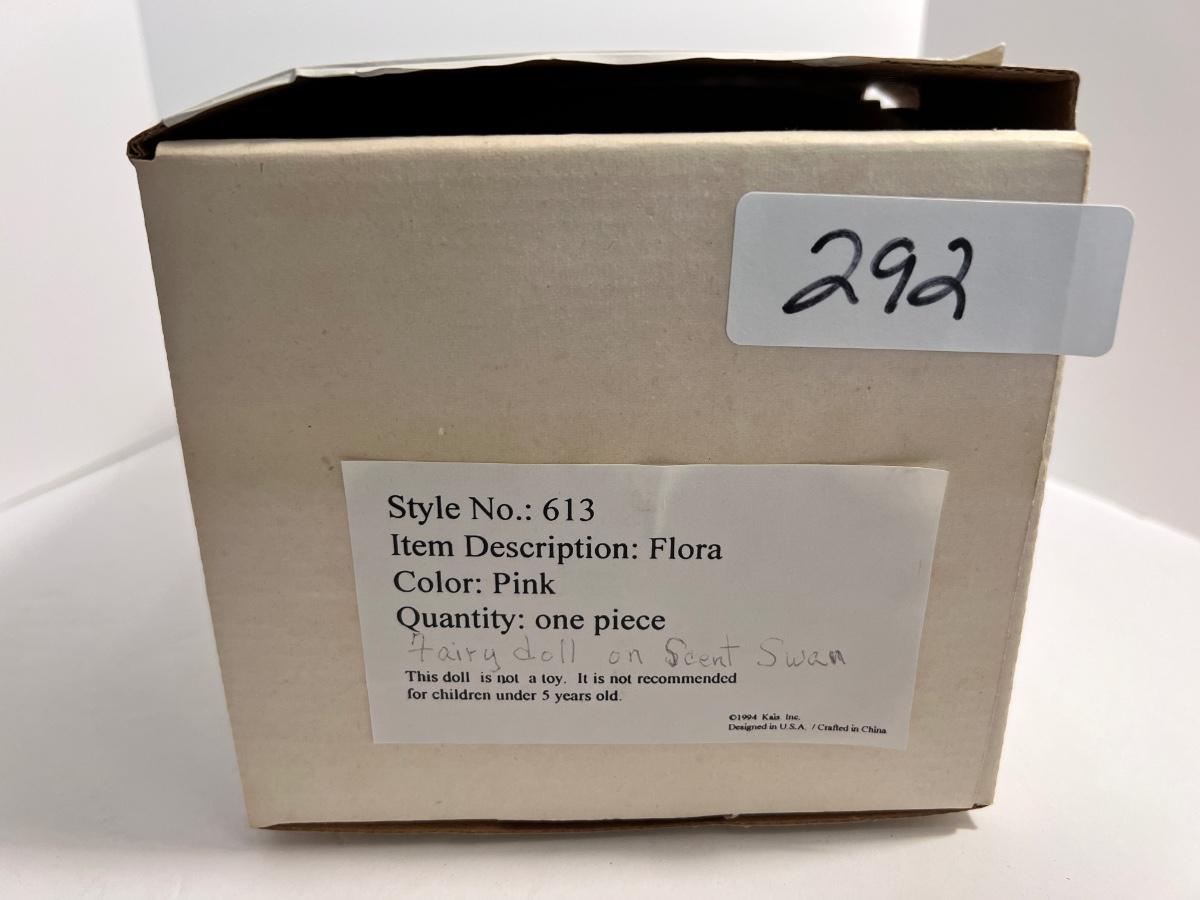 292
Style No.: 613
Item Description: Flora
Color: Pink
Quantity: one piece
Fairy doll on Scent Swan
This doll is not a toy. It is not recommended
for children under 5 years old.
©1994 Kais Inc.
Designed in U.S.A. / Crafted in China